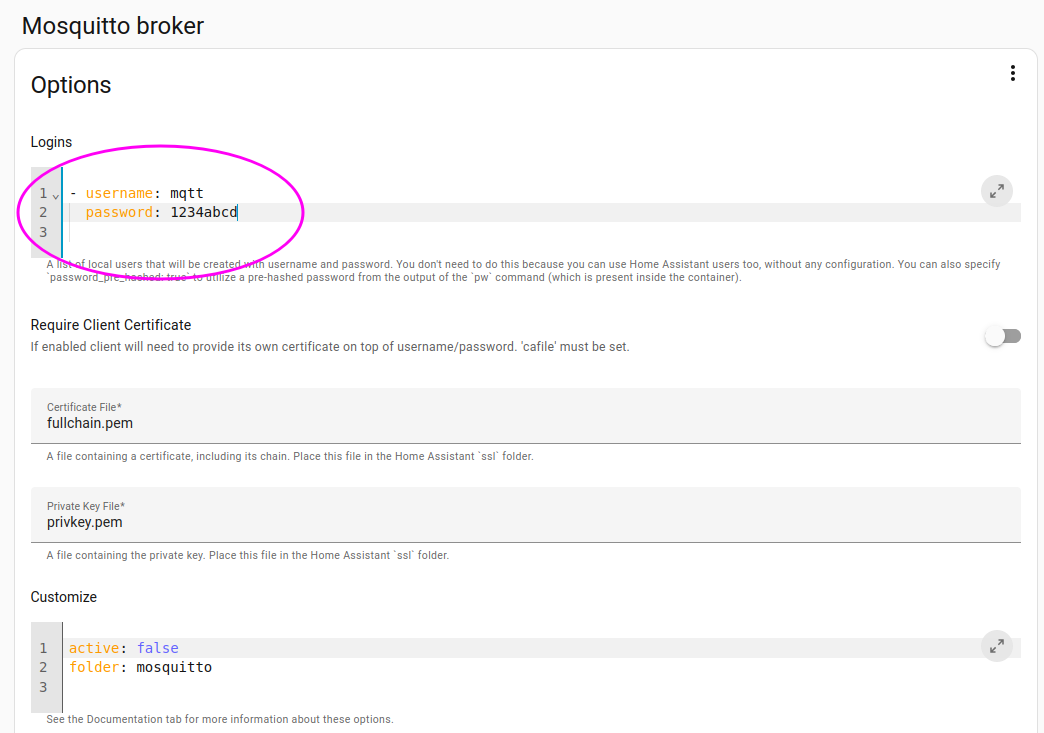 Mosquitto broker
Options
Logins
1 - username: mqtt
2 password: 1234abcd
3
A list of local users that will be created with username and password. You don't need to do this because you can use Home Assistant users too, without any configuration. You can also specify
`password_pre_hashed: true` to utilize a pre-hashed password from the output of the `pw` command (which is present inside the container).
Require Client Certificate
If enabled client will need to provide its own certificate on top of username/password. 'cafile' must be set.
Certificate File*
fullchain.pem
A file containing a certificate, including its chain. Place this file in the Home Assistant `ssl` folder.
Private Key File*
privkey.pem
A file containing the private key. Place this file in the Home Assistant `ssl` folder.
Customize
1 active: false
2 folder: mosquitto
3
See the Documentation tab for more information about these options.